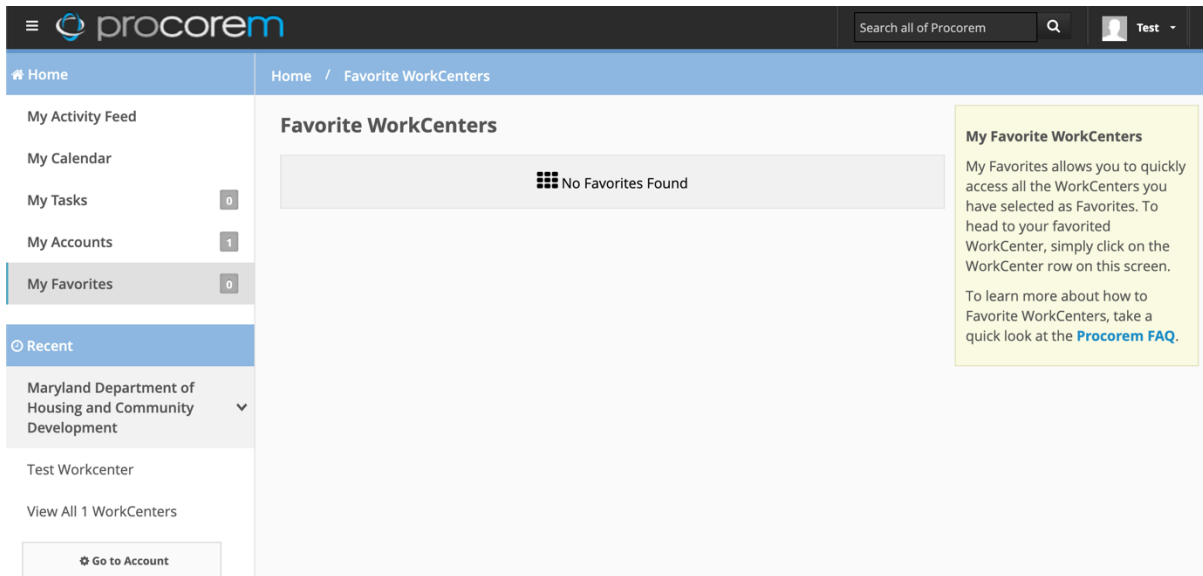 procorem
Search all of Procorem
Test
Home
Home / Favorite WorkCenters
My Activity Feed
My Calendar
My Tasks 0
My Accounts 1
My Favorites 0
Recent
Maryland Department of
Housing and Community
Development
Test Workcenter
View All 1 WorkCenters
Go to Account
Favorite WorkCenters
No Favorites Found
My Favorite WorkCenters
My Favorites allows you to quickly
access all the WorkCenters you
have selected as Favorites. To
head to your favorited
WorkCenter, simply click on the
WorkCenter row on this screen.
To learn more about how to
Favorite WorkCenters, take a
quick look at the Procorem FAQ.